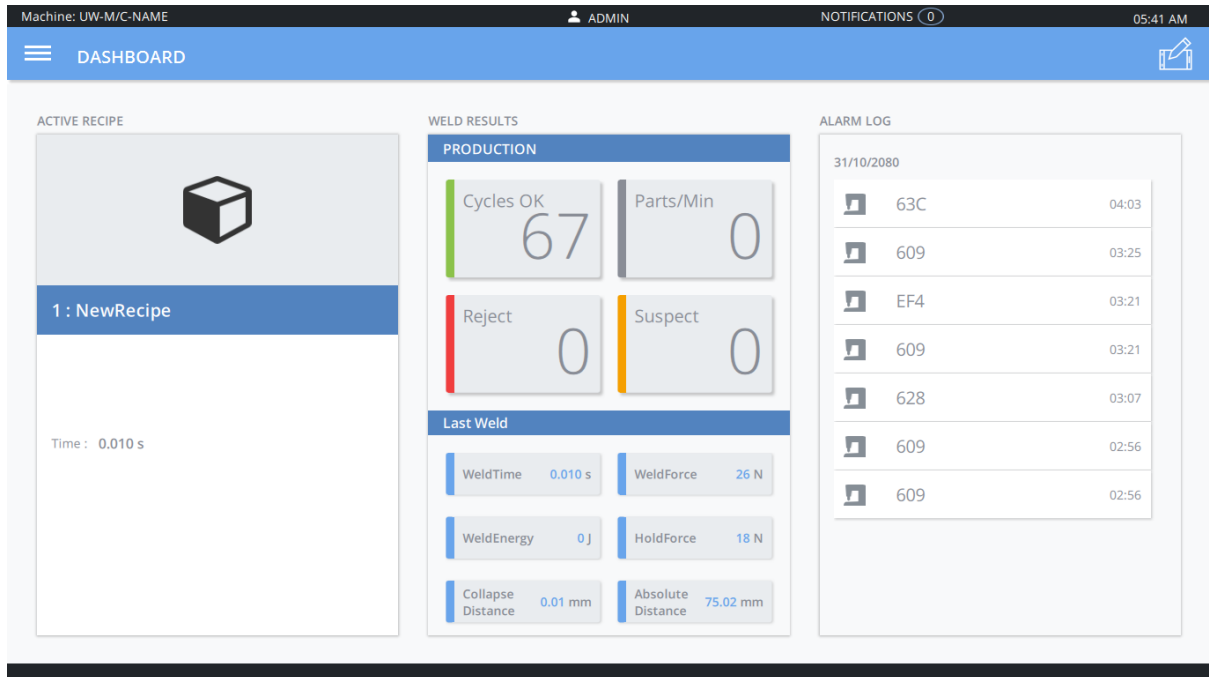 Machine: UW-M/C-NAME
ADMIN
NOTIFICATIONS 0
05:41 AM
DASHBOARD
ACTIVE RECIPE
1 : NewRecipe
Time : 0.010 s
WELD RESULTS
PRODUCTION
Cycles OK
67
Parts/Min
0
Reject
0
Suspect
0
Last Weld
WeldTime 0.010 s
WeldForce 26 N
WeldEnergy 0 J
HoldForce 18 N
Collapse
Distance 0.01 mm
Absolute
Distance 75.02 mm
ALARM LOG
31/10/2080
63C 04:03
609 03:25
EF4 03:21
609 03:21
628 03:07
609 02:56
609 02:56